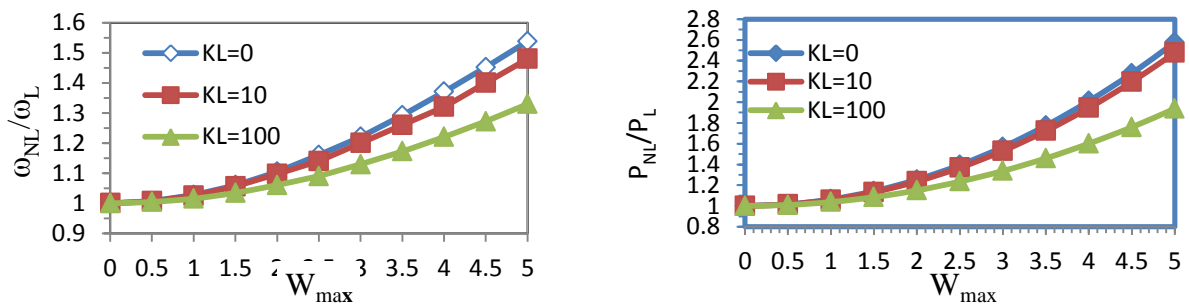 1.6
1.5
1.4
1.3
1.2
1.1
1
0.9
ω_NL/ω_L
KL=0
KL=10
KL=100
0 0.5 1 1.5 2 3 3.5 4 4.5 5
W_max
2.8
2.6
2.4
2.2
2
1.8
1.6
1.4
1.2
1
0.8
P_NL/P_L
KL=0
KL=10
KL=100
0 0.5 1 1.5 2 2.5 3 3.5 4 4.5 5
W_max